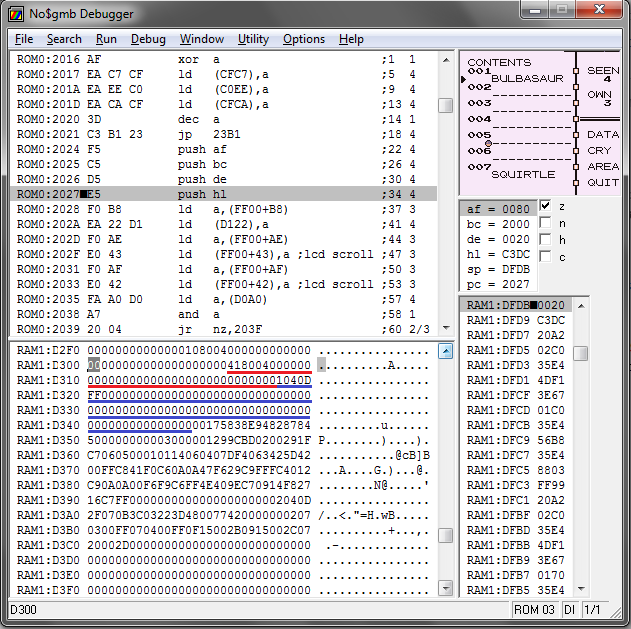 No$gmb Debugger
File Search Run Debug Window Utility Options Help
ROM0:2016 AF xor a ;1 1
ROM0:2017 EA C7 CF ld (CFC7),a ;5 4
ROM0:201A EA EE C0 ld (C0EE),a ;9 4
ROM0:201D EA CA CF ld (CFCA),a ;13 4
ROM0:2020 3D dec a ;14 1
ROM0:2021 C3 B1 23 jp 23B1 ;18 4
ROM0:2024 F5 push af ;22 4
ROM0:2025 C5 push bc ;26 4
ROM0:2026 D5 push de ;30 4
ROM0:2027 E5 push hl ;34 4
ROM0:2028 F0 B8 ld a,(FF00+B8) ;37 3
ROM0:202A EA 22 D1 ld (D122),a ;41 4
ROM0:202D F0 AE ld a,(FF00+AE) ;44 3
ROM0:202F E0 43 ld (FF00+43),a ;lcd scroll ;47 3
ROM0:2031 F0 AF ld a,(FF00+AF) ;50 3
ROM0:2033 E0 42 ld (FF00+42),a ;lcd scroll ;53 3
ROM0:2035 FA A0 D0 ld a,(D0A0) ;57 4
ROM0:2038 A7 and a ;58 1
ROM0:2039 20 04 jr nz,203F ;60 2/3
CONTENTS
001 BULBASAUR
002
003
004
005
006
007 SQUIRTLE
SEEN
4
OWN
3
DATA
CRY
AREA
QUIT
af = 0080 z
bc = 2000 n
de = 0020 h
hl = C3DC c
sp = DFDB
pc = 2027
RAM1:D2F0 00000000000000108004000000000000 ................
RAM1:D300 00000000000000000000418004000000 ..........A.....
RAM1:D310 0000000000000000000000000001040D ................
RAM1:D320 FF000000000000000000000000000000 ................
RAM1:D330 00000000000000000000000000000000 ................
RAM1:D340 00000000000000000175838E94828784 .........u......
RAM1:D350 500000000003000001299CBD0200291F P........)....).
RAM1:D360 C7060500010114060407DF4063425D42 ...........@cB]B
RAM1:D370 00FFC841F0C60A0A47F629C9FFFC4012 ...A....G.)...@.
RAM1:D380 C90A0A00F6F9C6FF4E409EC70914F827 ........N@.....'
RAM1:D390 16C7FF0000000000000000000002040D ................
RAM1:D3A0 2F070B3C03223D480077420000000207 /..<."=H.wB.....
RAM1:D3B0 0300FF070400FF0F15002B0915002C07 ..........+...,.
RAM1:D3C0 20002D00000000000000000000000000  .-.............
RAM1:D3D0 00000000000000000000000000000000 ................
RAM1:D3E0 00000000000000000000000000000000 ................
RAM1:D3F0 00000000000000000000000000000000 ................
RAM1:DFDB 0020
RAM1:DFD9 C3DC
RAM1:DFD7 20A2
RAM1:DFD5 02C0
RAM1:DFD3 35E4
RAM1:DFD1 4DF1
RAM1:DFCF 3E67
RAM1:DFCD 01C0
RAM1:DFCB 35E4
RAM1:DFC9 56B8
RAM1:DFC7 35E4
RAM1:DFC5 8803
RAM1:DFC3 FF99
RAM1:DFC1 20A2
RAM1:DFBF 02C0
RAM1:DFBD 35E4
RAM1:DFBB 4DF1
RAM1:DFB9 3E67
RAM1:DFB7 0170
RAM1:DFB5 35E4
D300 ROM 03 DI 1/1